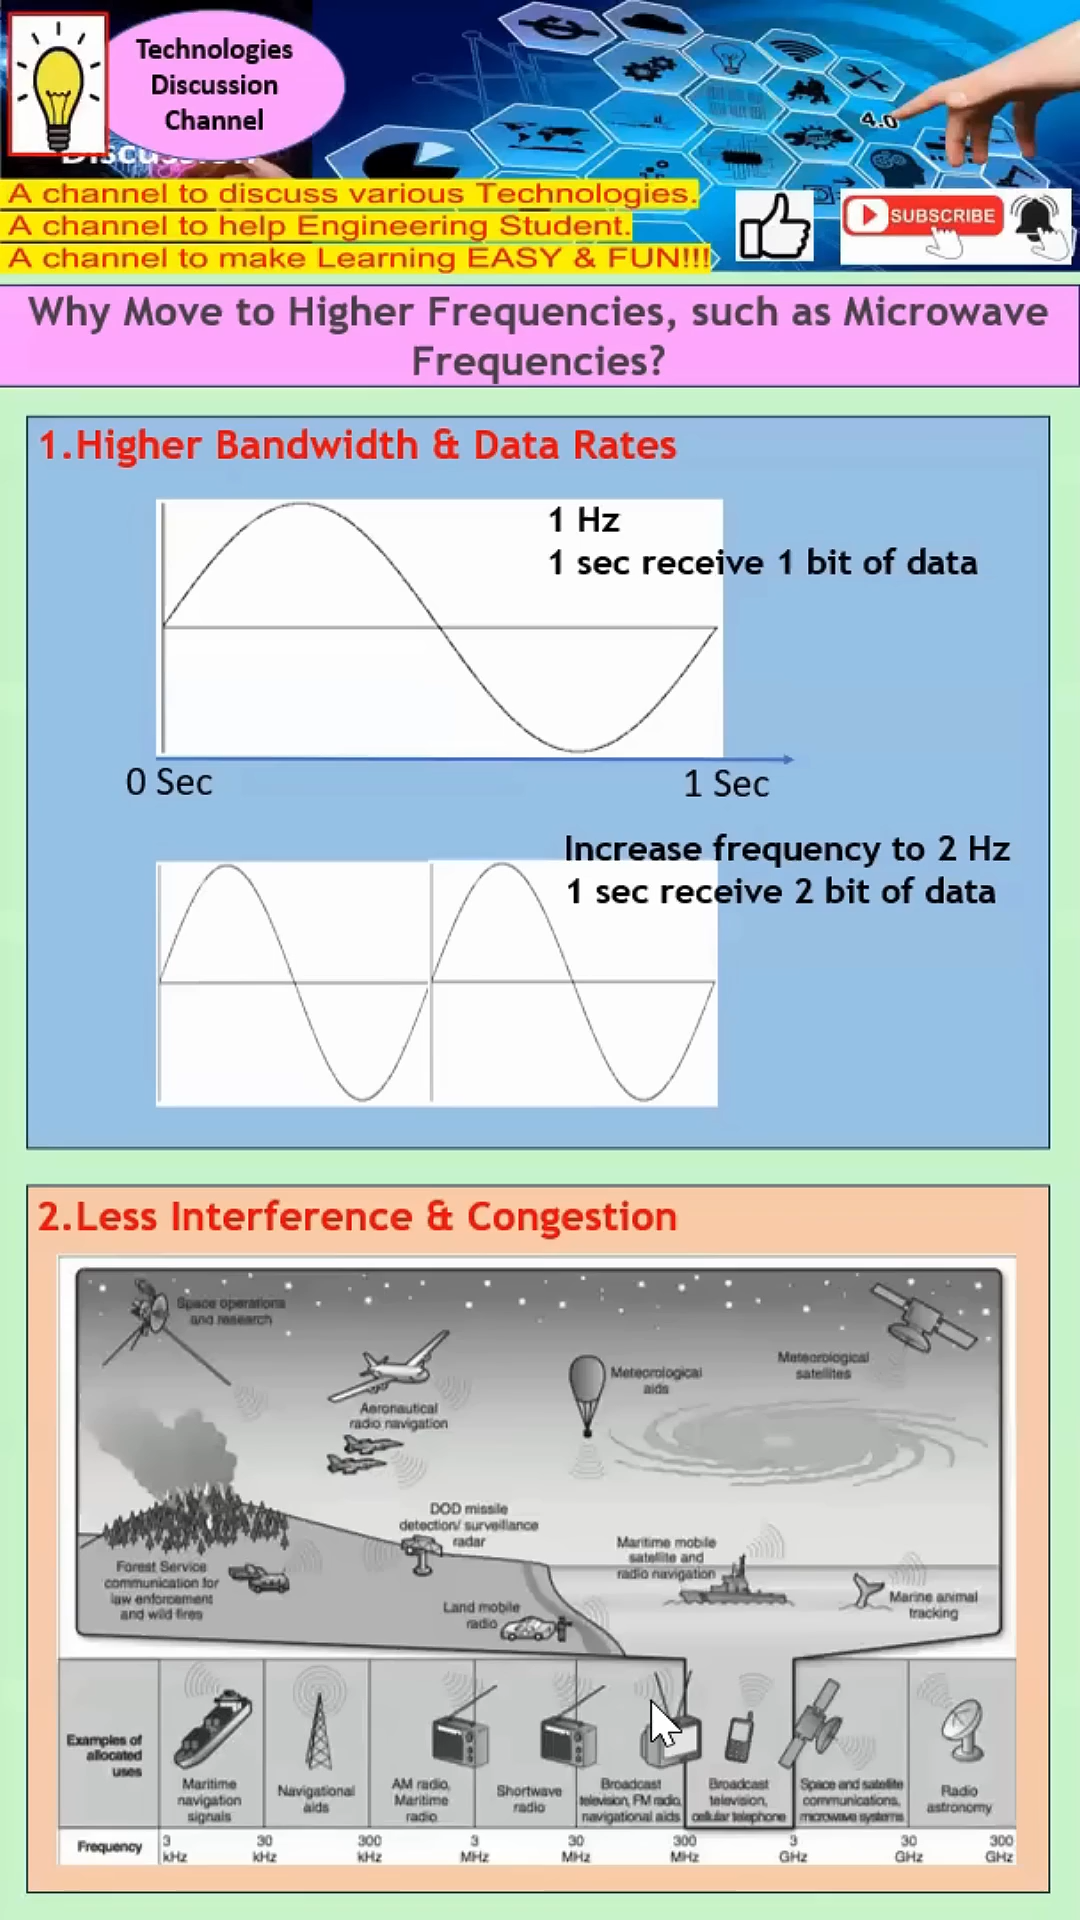 Technologies
Discussion
Channel
Discussion
A channel to discuss various Technologies.
A channel to help Engineering Student.
A channel to make Learning EASY & FUN!!!
4.0
SUBSCRIBE
Why Move to Higher Frequencies, such as Microwave
Frequencies?
1.Higher Bandwidth & Data Rates
1 Hz
1 sec receive 1 bit of data
0 Sec
1 Sec
Increase frequency to 2 Hz
1 sec receive 2 bit of data
2.Less Interference & Congestion
Space operations
and research
Aeronautical
radio navigation
Meteorological
aids
Meteorological
satellites
DOD missile
detection/ surveillance
radar
Forest Service
communication for
law enforcement
and wild fires
Land mobile
radio
Maritime mobile
satellite and
radio navigation
Marine animal
tracking
Examples of
allocated
uses
Maritime
navigation
signals
Navigational
aids
AM radio,
Maritime
radio
Shortwave
radio
Broadcast
television, FM radio,
navigational aids
Broadcast
television,
cellular telephone
Space and satellite
communications,
microwave systems
Radio
astronomy
Frequency
3
kHz
30
kHz
300
kHz
3
MHz
30
MHz
300
MHz
3
GHz
30
GHz
300
GHz